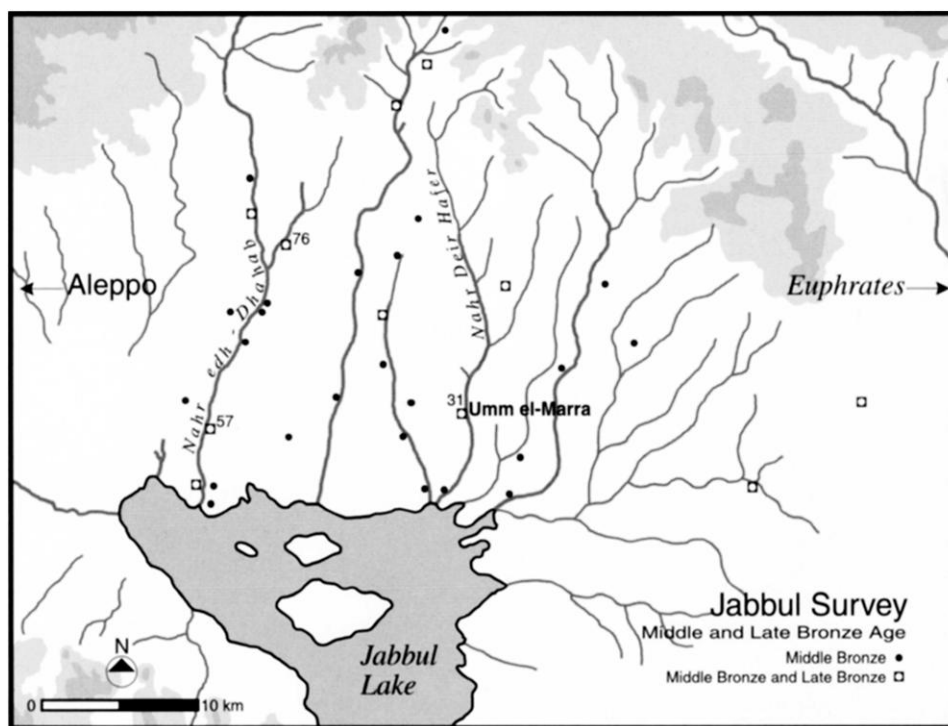 76
Nahr edh-Dhahab
Nahr Deir Hafer
Aleppo
Euphrates
31
Umm el-Marra
57
Jabbul Survey
Middle and Late Bronze Age
Middle Bronze
Middle Bronze and Late Bronze
Jabbul
Lake
N
0
10 km